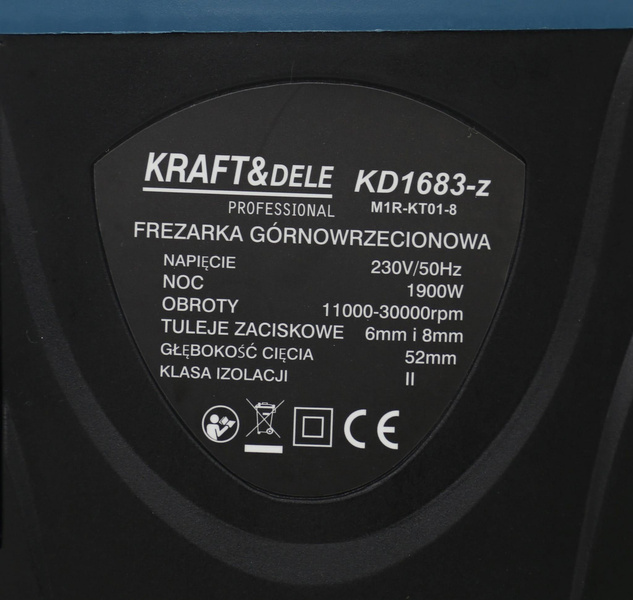 KRAFT&DELE KD1683-z
PROFESSIONAL M1R-KT01-8
FREZARKA GÓRNOWRZECIONOWA
NAPIĘCIE 230V/50Hz
NOC 1900W
OBROTY 11000-30000rpm
TULEJE ZACISKOWE 6mm i 8mm
GŁĘBOKOŚĆ CIĘCIA 52mm
KLASA IZOLACJI II
CE